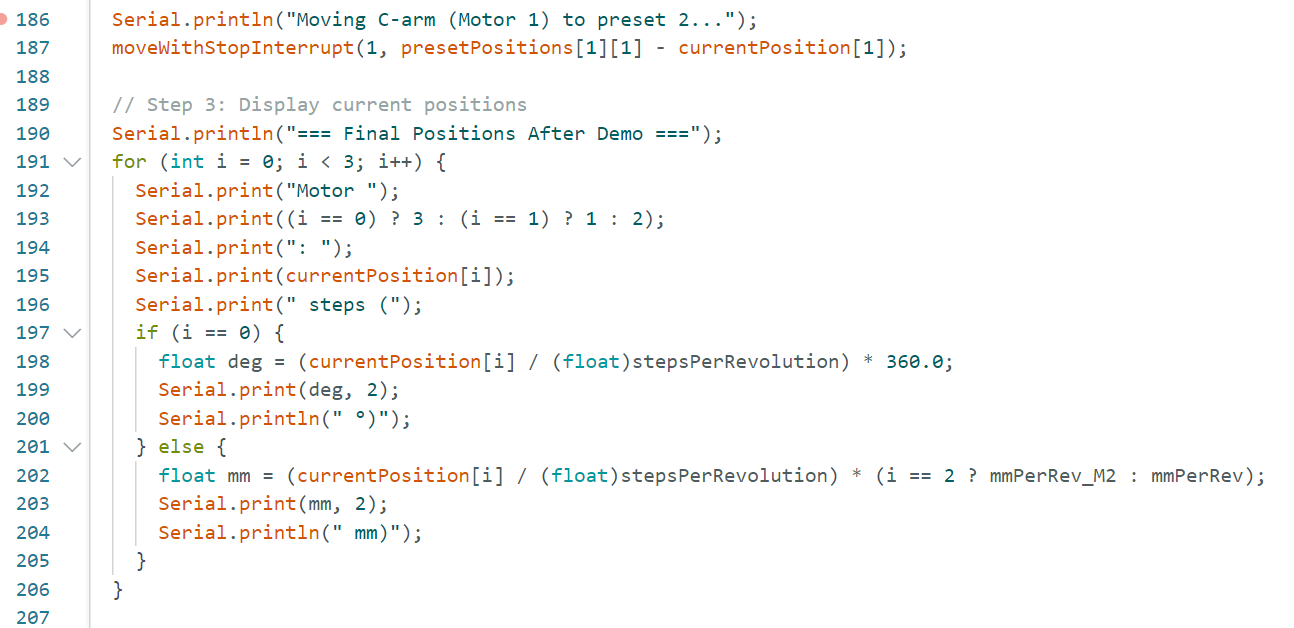 186 Serial.println("Moving C-arm (Motor 1) to preset 2...");
187 moveWithStopInterrupt(1, presetPositions[1][1] - currentPosition[1]);
188
189 // Step 3: Display current positions
190 Serial.println("=== Final Positions After Demo ===");
191 for (int i = 0; i < 3; i++) {
192 Serial.print("Motor ");
193 Serial.print((i == 0) ? 3 : (i == 1) ? 1 : 2);
194 Serial.print(": ");
195 Serial.print(currentPosition[i]);
196 Serial.print(" steps (");
197 if (i == 0) {
198 float deg = (currentPosition[i] / (float)stepsPerRevolution) * 360.0;
199 Serial.print(deg, 2);
200 Serial.println(" °)");
201 } else {
202 float mm = (currentPosition[i] / (float)stepsPerRevolution) * (i == 2 ? mmPerRev_M2 : mmPerRev);
203 Serial.print(mm, 2);
204 Serial.println(" mm)");
205 }
206 }
207